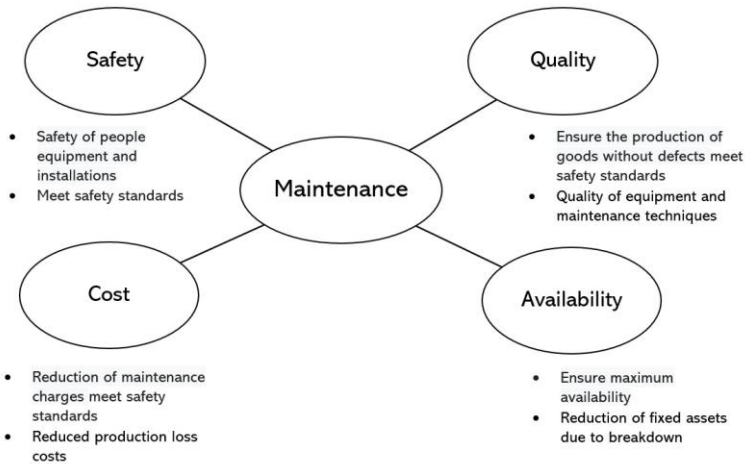 Safety
Quality
• Safety of people
equipment and
installations
• Meet safety standards
• Ensure the production of
goods without defects meet
safety standards
• Quality of equipment and
maintenance techniques
Maintenance
Cost
Availability
• Reduction of maintenance
charges meet safety
standards
• Reduced production loss
costs
• Ensure maximum
availability
• Reduction of fixed assets
due to breakdown